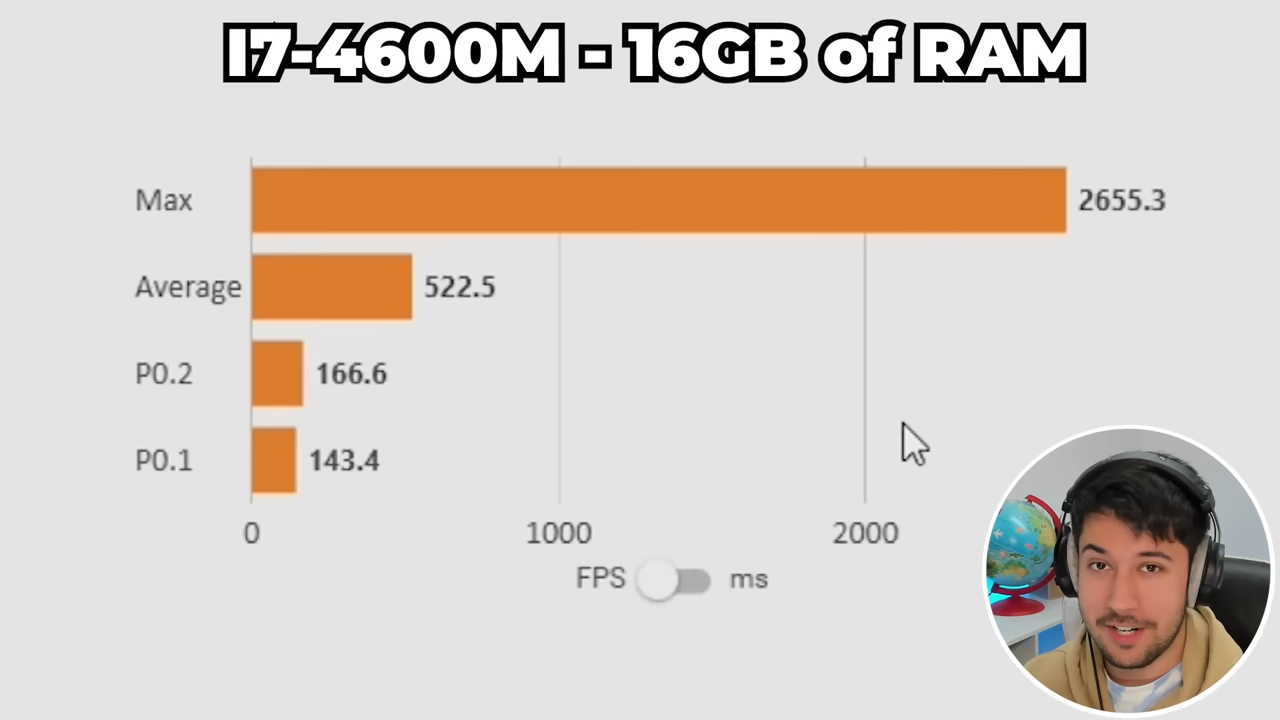 I7-4600M - 16GB of RAM
Max 2655.3
Average 522.5
P0.2 166.6
P0.1 143.4
0 1000 2000
FPS ms